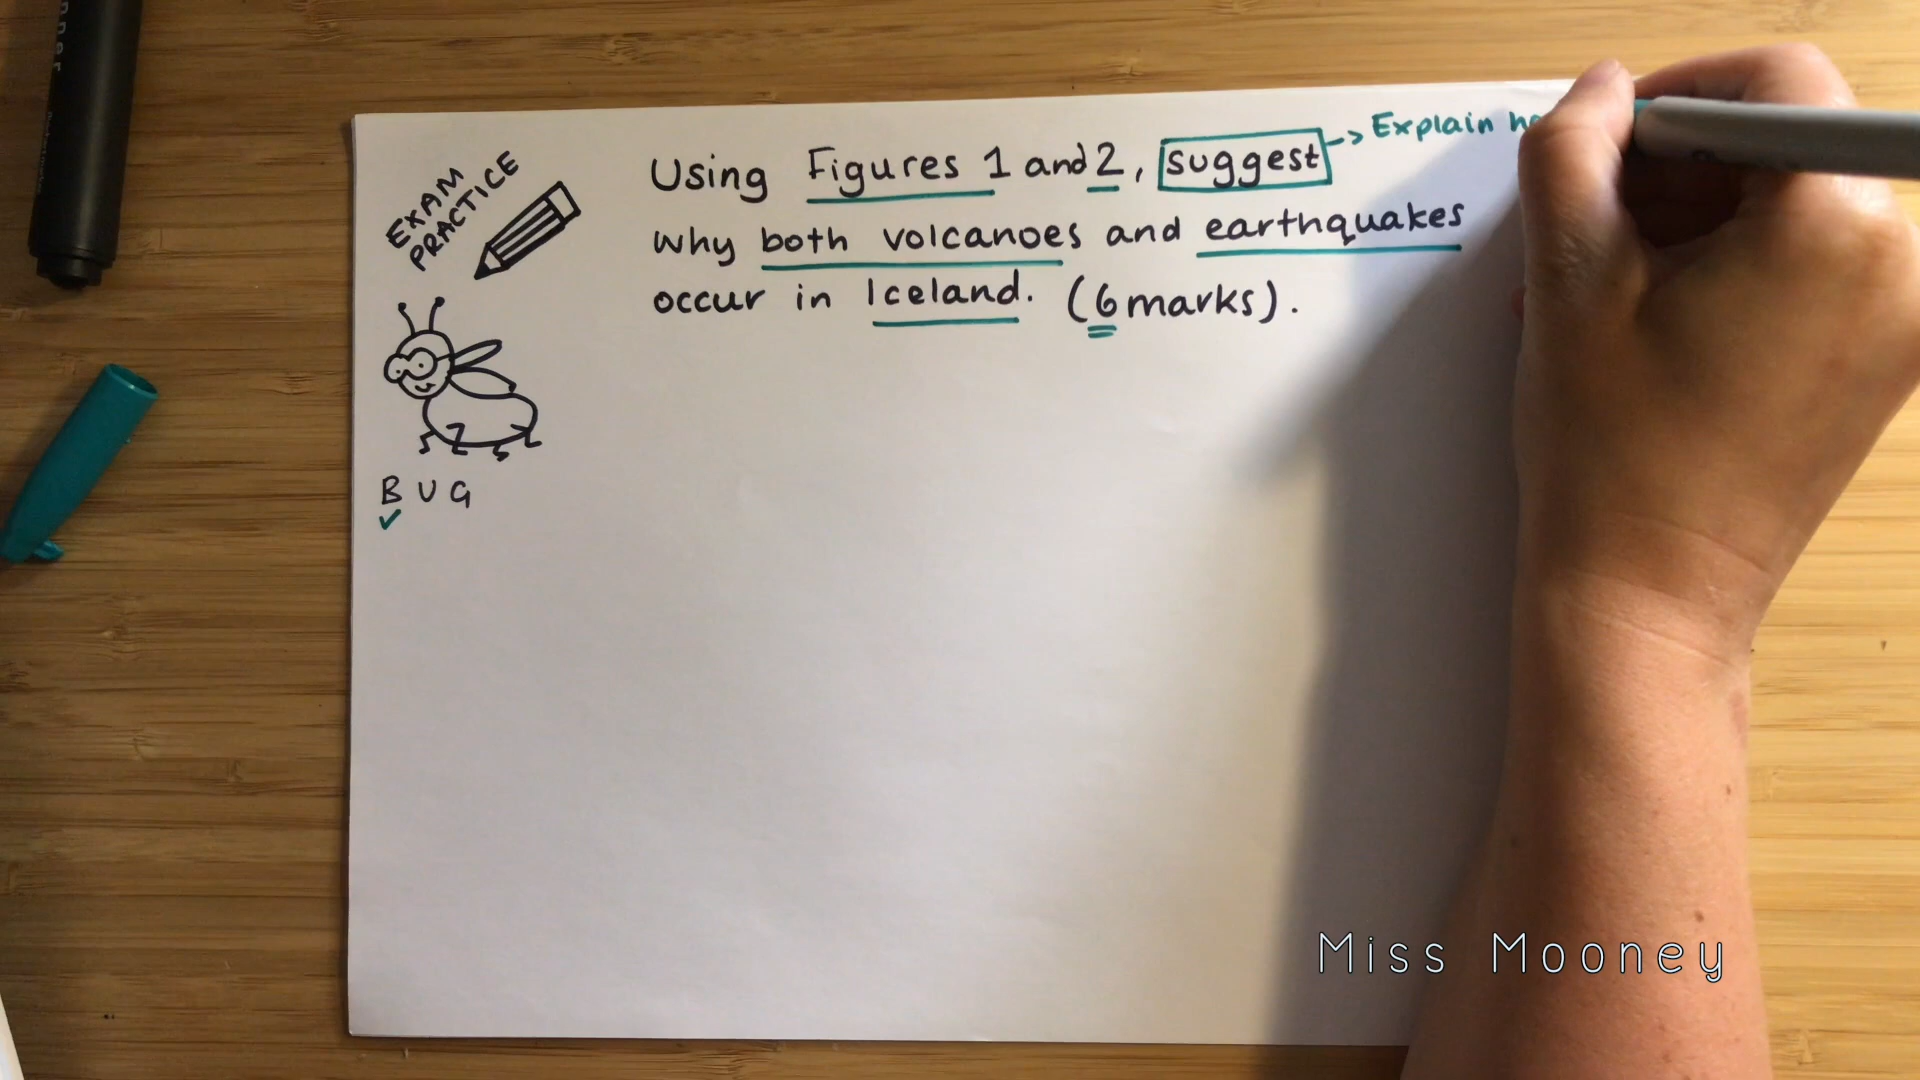 EXAM
PRACTICE
Using Figures 1 and 2, suggest -> Explain
why both volcanoes and earthquakes
occur in Iceland. (6 marks).
B U G
Miss Mooney